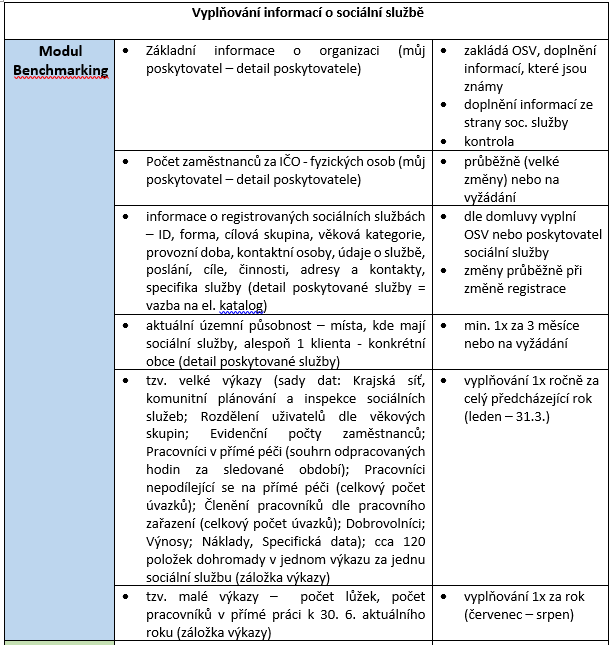 Vyplňování informací o sociální službě
Modul
Benchmarking
• Základní informace o organizaci (můj
poskytovatel – detail poskytovatele)
• zakládá OSV, doplnění
informací, které jsou
známy
• doplnění informací ze
strany soc. služby
• kontrola
• Počet zaměstnanců za IČO - fyzických osob (můj
poskytovatel – detail poskytovatele)
• průběžně (velké
změny) nebo na
vyžádání
• informace o registrovaných sociálních službách
– ID, forma, cílová skupina, věková kategorie,
provozní doba, kontaktní osoby, údaje o službě,
poslání, cíle, činnosti, adresy a kontakty,
specifika služby (detail poskytované služby =
vazba na el. katalog)
• dle domluvy vyplní
OSV nebo poskytovatel
sociální služby
• změny průběžně při
změně registrace
• aktuální územní působnost – místa, kde mají
sociální služby, alespoň 1 klienta - konkrétní
obce (detail poskytované služby)
• min. 1x za 3 měsíce
nebo na vyžádání
• tzv. velké výkazy (sady dat: Krajská síť,
komunitní plánování a inspekce sociálních
služeb; Rozdělení uživatelů dle věkových
skupin; Evidenční počty zaměstnanců;
Pracovníci v přímé péči (souhrn odpracovaných
hodin za sledované období); Pracovníci
nepodílející se na přímé péči (celkový počet
úvazků); Členění pracovníků dle pracovního
zařazení (celkový počet úvazků); Dobrovolníci;
Výnosy; Náklady, Specifická data); cca 120
položek dohromady v jednom výkazu za jednu
sociální službu (záložka výkazy)
• vyplňování 1x ročně za
celý předcházející rok
(leden – 31.3.)
• tzv. malé výkazy – počet lůžek, počet
pracovníků v přímé práci k 30. 6. aktuálního
roku (záložka výkazy)
• vyplňování 1x za rok
(červenec – srpen)